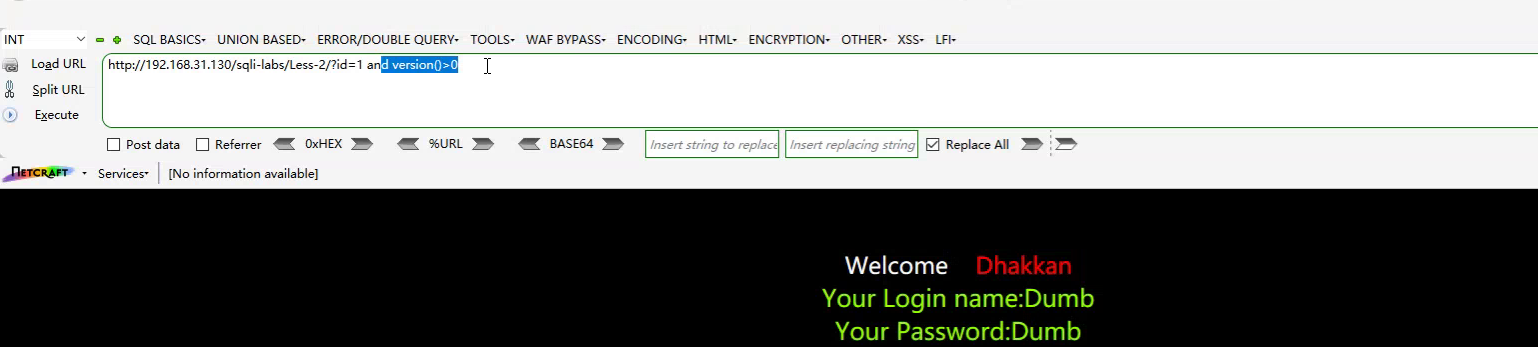 INT SQL BASICS UNION BASED ERROR/DOUBLE QUERY TOOLS WAF BYPASS ENCODING HTML ENCRYPTION OTHER XSS LFI
Load URL http://192.168.31.130/sqli-labs/Less-2/?id=1 and version()>0
Split URL
Execute
Post data Referrer 0xHEX %URL BASE64 Insert string to replace Insert replacing string Replace All
NETCRAFT Services [No information available]
Welcome Dhakkan
Your Login name:Dumb
Your Password:Dumb